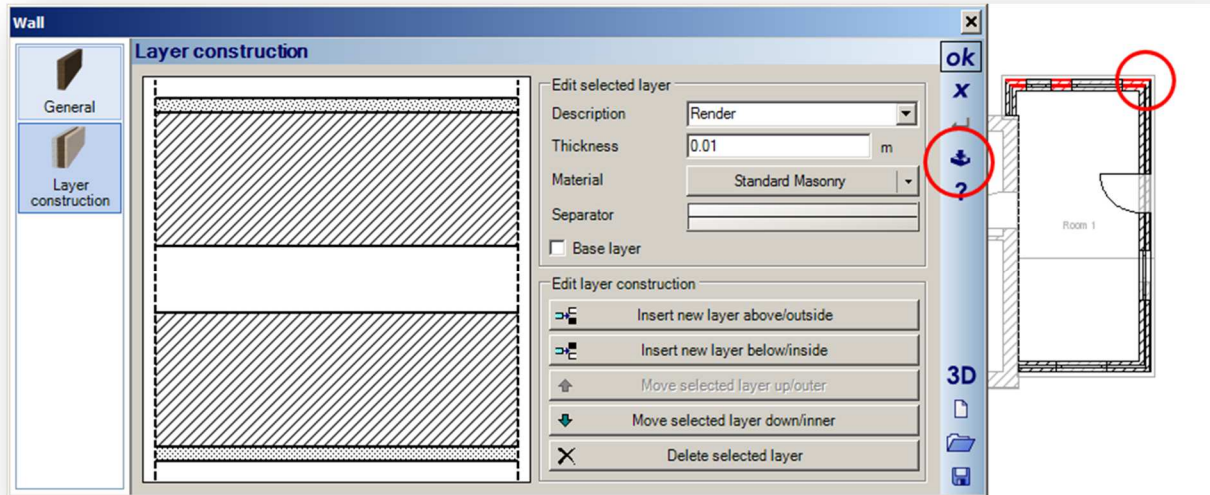 Wall
General
Layer
construction
Layer construction
Edit selected layer
Description
Render
Thickness
0.01
m
Material
Standard Masonry
Separator
Base layer
Edit layer construction
Insert new layer above/outside
Insert new layer below/inside
Move selected layer up/outer
Move selected layer down/inner
Delete selected layer
ok
x
?
3D
Room 1